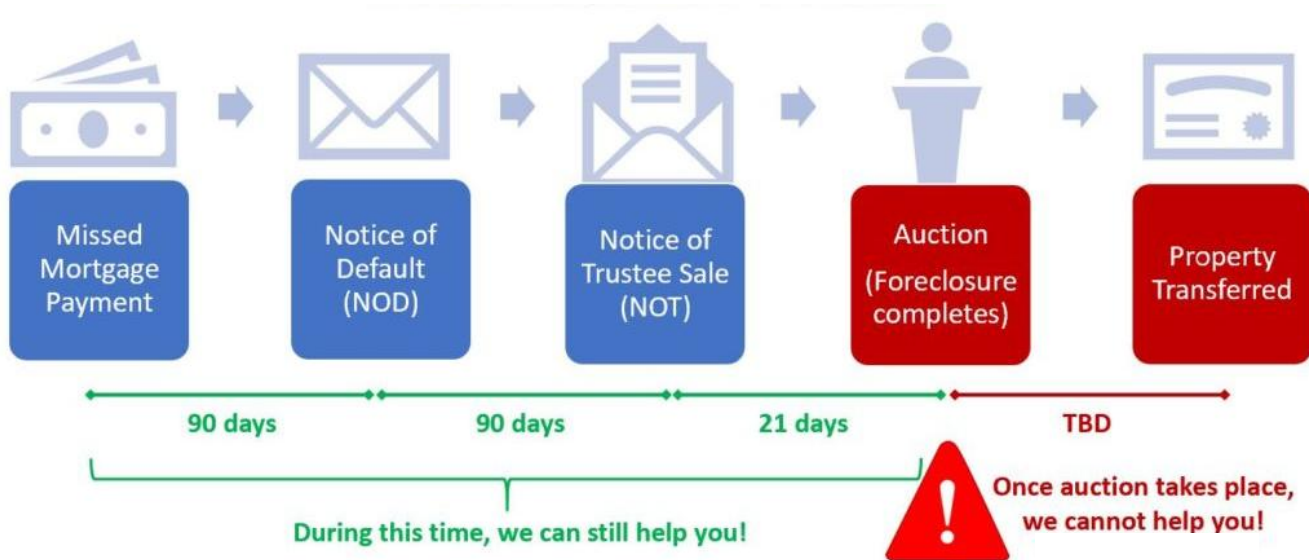 Missed
Mortgage
Payment
Notice of
Default
(NOD)
Notice of
Trustee Sale
(NOT)
Auction
(Foreclosure
completes)
Property
Transferred
90 days
90 days
21 days
TBD
During this time, we can still help you!
Once auction takes place,
we cannot help you!